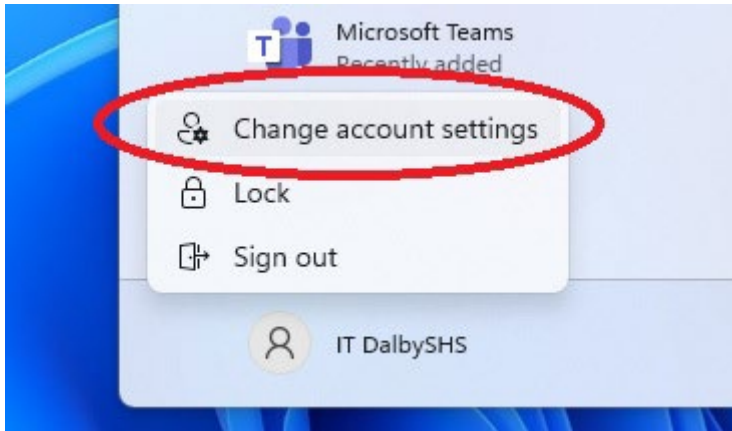 Microsoft Teams
Recently added
Change account settings
Lock
Sign out
IT DalbySHS